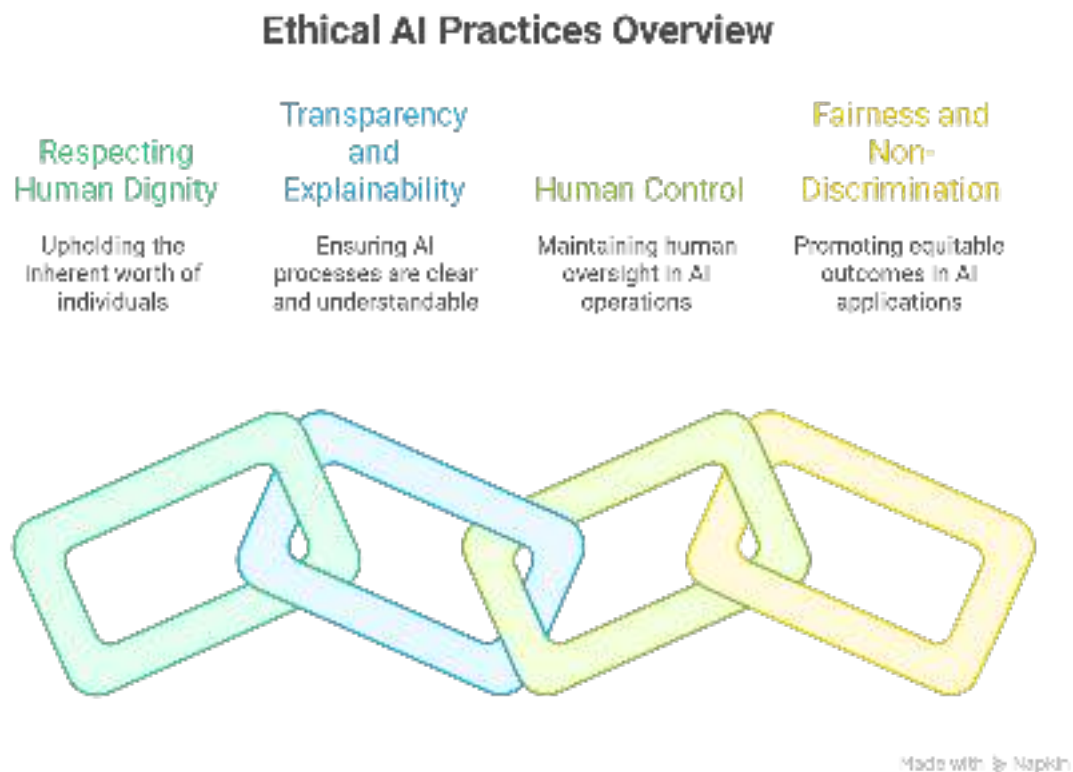 Ethical AI Practices Overview
Respecting
Human Dignity
Upholding the
inherent worth of
individuals
Transparency
and
Explainability
Ensuring AI
processes are clear
and understandable
Human Control
Maintaining human
oversight in AI
operations
Fairness and
Non-
Discrimination
Promoting equitable
outcomes in AI
applications
Made with Napkin